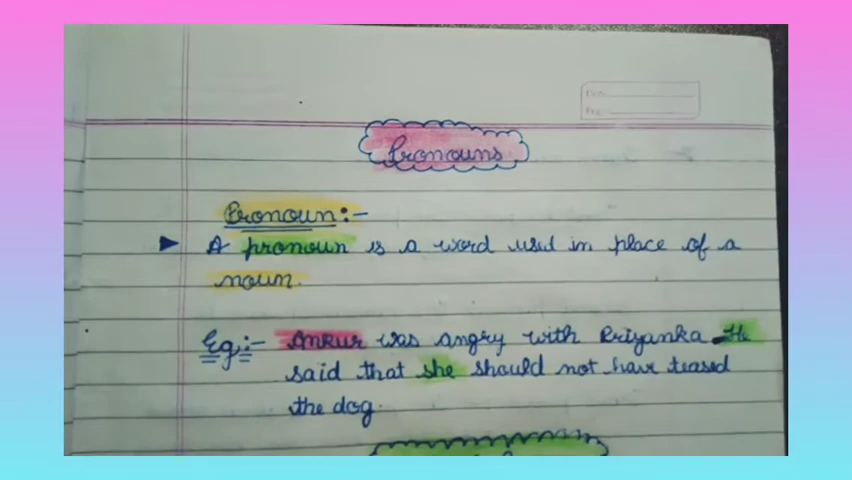 Pronouns
Pronoun:-
A pronoun is a word used in place of a
noun.
Eg:- Ankur was angry with Priyanka. He
said that she should not have teased
the dog.